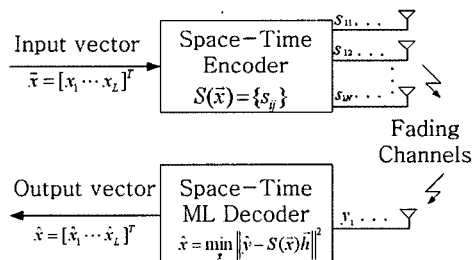 Input vector
x̄ = [x₁ ⋯ x_L]ᵀ
Space-Time
Encoder
S(x⃗) = {s_ij}
s₁₁ . . .
s₁₂ . . .
s₁N . . .
Fading
Channels
Output vector
x̂ = [x̂₁ ⋯ x̂_L]ᵀ
Space-Time
ML Decoder
x̂ = min_x ‖ŷ − S(x⃗)h⃗‖²
y₁ . . .